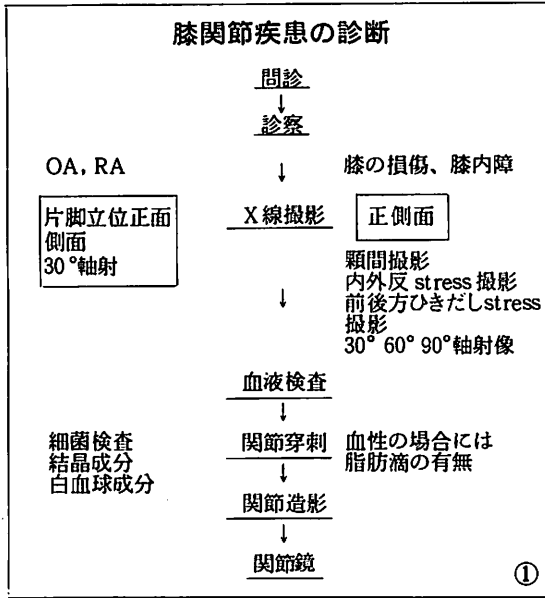 膝関節疾患の診断
問診
↓
診察
OA, RA
↓
膝の損傷、膝内障
片脚立位正面
側面
30°軸射
X線撮影
正側面
顆間撮影
内外反 stress 撮影
前後方ひきだしstress
撮影
30° 60° 90°軸射像
↓
血液検査
↓
細菌検査
結晶成分
白血球成分
関節穿刺
血性の場合には
脂肪滴の有無
↓
関節造影
↓
関節鏡
①